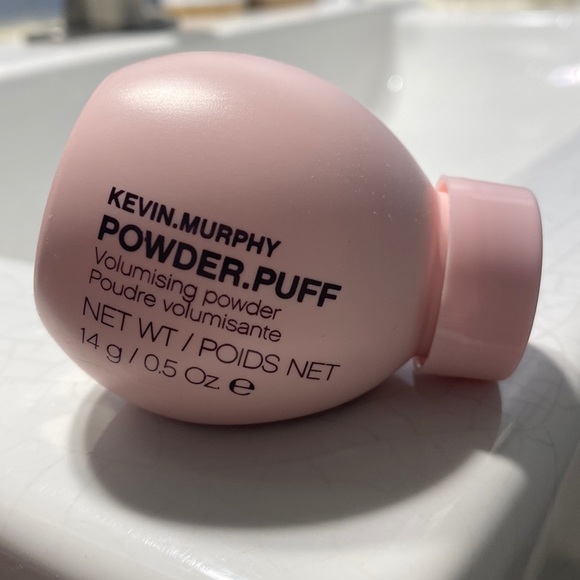 KEVIN.MURPHY
POWDER.PUFF
Volumising powder
Poudre volumisante
NET WT / POIDS NET
14 g / 0.5 Oz. ℮